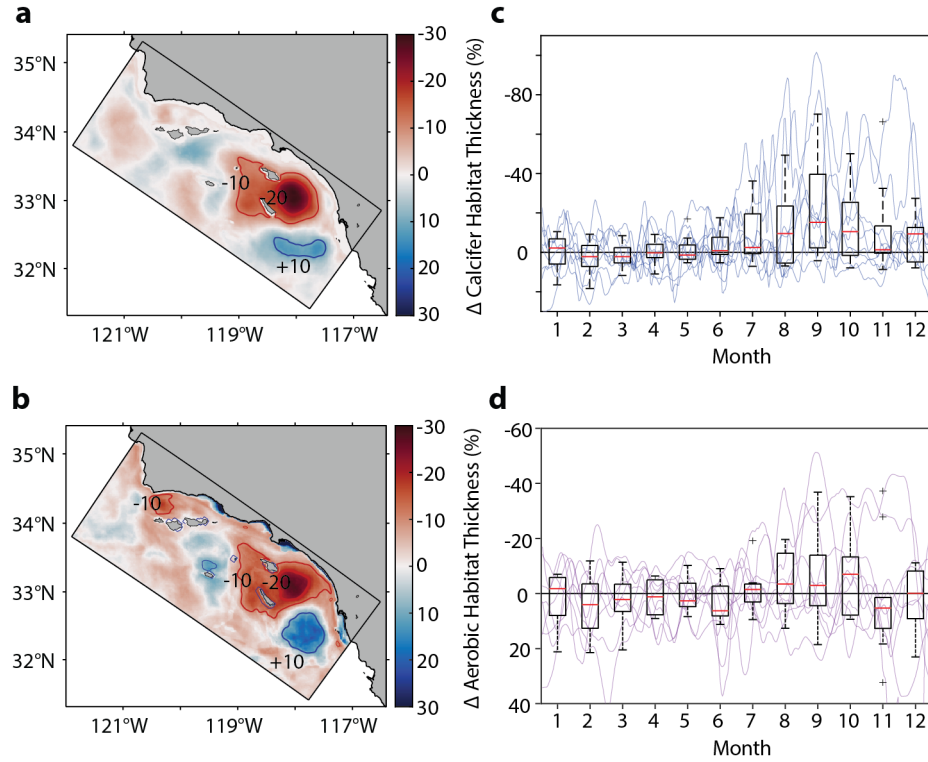 a
35°N
34°N
33°N
32°N
121°W
119°W
117°W
-10
-20
+10
-30
-20
-10
0
10
20
30
c
Δ Calcifer Habitat Thickness (%)
-80
-40
0
1 2 3 4 5 6 7 8 9 10 11 12
Month
b
35°N
34°N
33°N
32°N
121°W
119°W
117°W
-10
-10
-20
+10
-30
-20
-10
0
10
20
30
d
Δ Aerobic Habitat Thickness (%)
-60
-40
-20
0
20
40
1 2 3 4 5 6 7 8 9 10 11 12
Month